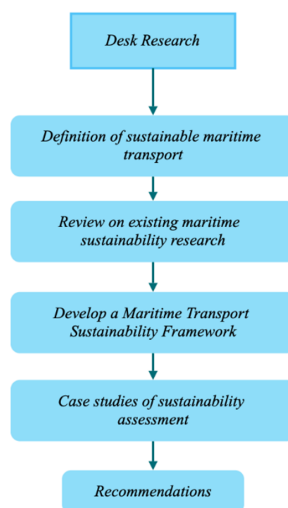 Desk Research
Definition of sustainable maritime
transport
Review on existing maritime
sustainability research
Develop a Maritime Transport
Sustainability Framework
Case studies of sustainability
assessment
Recommendations